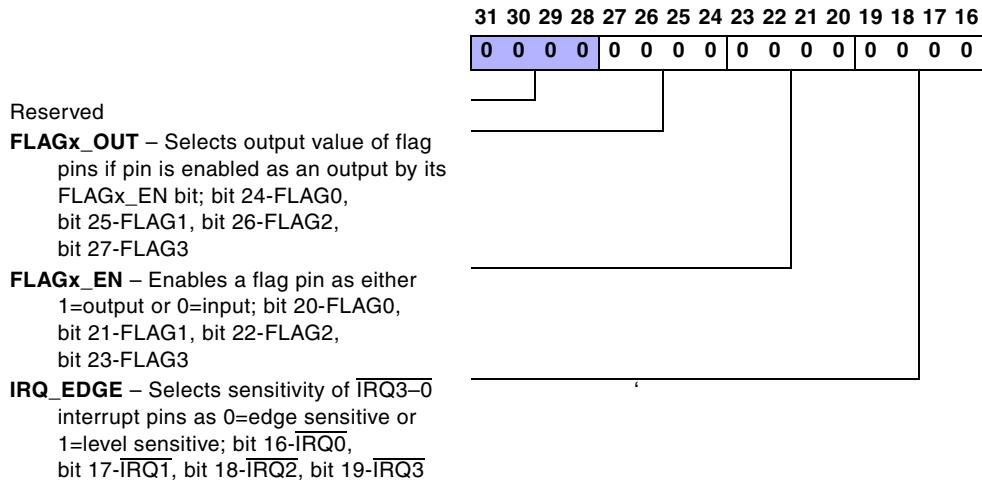 31 30 29 28 27 26 25 24 23 22 21 20 19 18 17 16
0 0 0 0 0 0 0 0 0 0 0 0 0 0 0 0
Reserved
FLAGx_OUT – Selects output value of flag
pins if pin is enabled as an output by its
FLAGx_EN bit; bit 24-FLAG0,
bit 25-FLAG1, bit 26-FLAG2,
bit 27-FLAG3
FLAGx_EN – Enables a flag pin as either
1=output or 0=input; bit 20-FLAG0,
bit 21-FLAG1, bit 22-FLAG2,
bit 23-FLAG3
IRQ_EDGE – Selects sensitivity of IRQ3–0
interrupt pins as 0=edge sensitive or
1=level sensitive; bit 16-IRQ0,
bit 17-IRQ1, bit 18-IRQ2, bit 19-IRQ3
‘